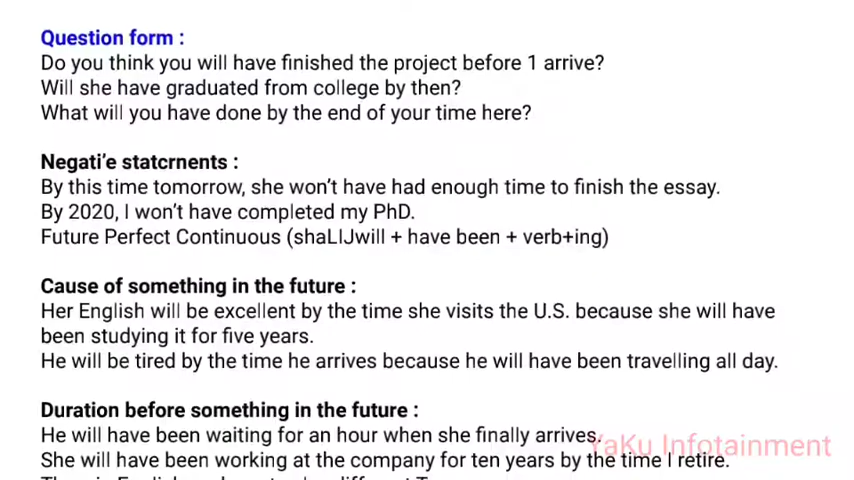 Question form :
Do you think you will have finished the project before 1 arrive?
Will she have graduated from college by then?
What will you have done by the end of your time here?
Negati'e statcrnents :
By this time tomorrow, she won't have had enough time to finish the essay.
By 2020, I won't have completed my PhD.
Future Perfect Continuous (shaLIJwill + have been + verb+ing)
Cause of something in the future :
Her English will be excellent by the time she visits the U.S. because she will have
been studying it for five years.
He will be tired by the time he arrives because he will have been travelling all day.
Duration before something in the future :
He will have been waiting for an hour when she finally arrives.
YaKu Infotainment
She will have been working at the company for ten years by the time I retire.